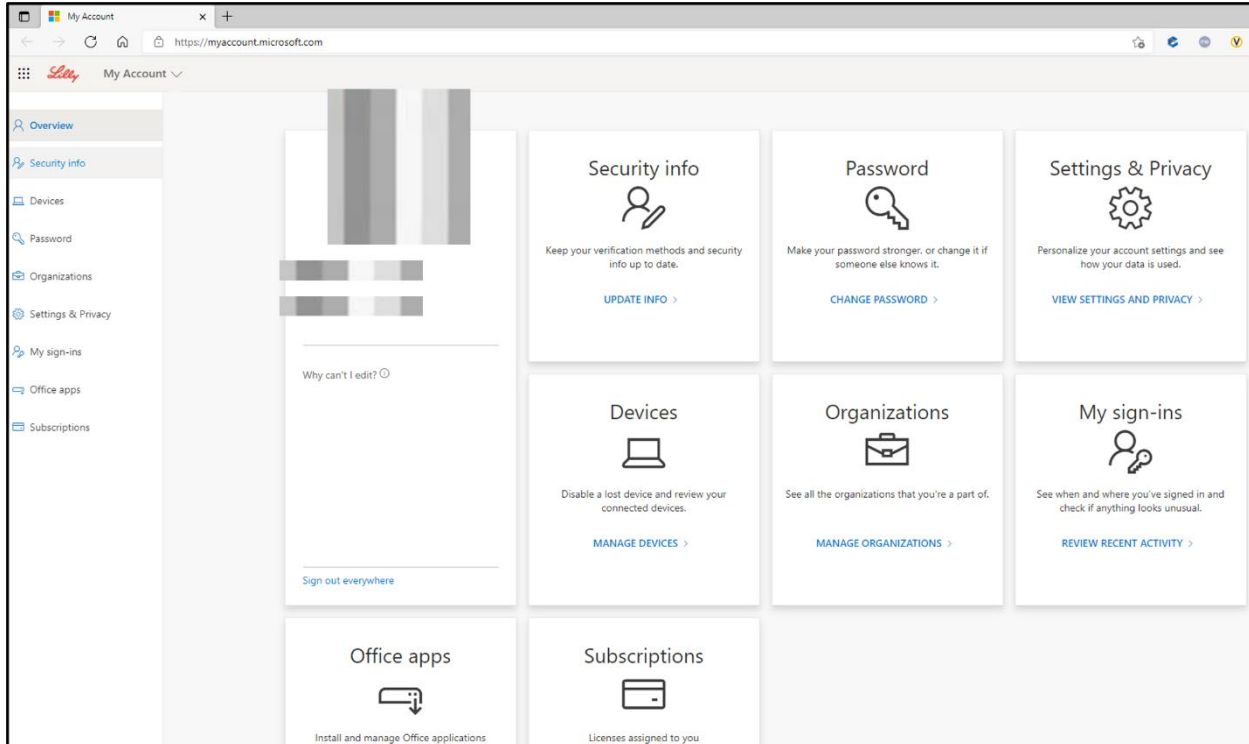 My Account
https://myaccount.microsoft.com
Lilly
My Account
Overview
Security info
Devices
Password
Organizations
Settings & Privacy
My sign-ins
Office apps
Subscriptions
Why can't I edit?
Sign out everywhere
Security info
Keep your verification methods and security
info up to date.
UPDATE INFO >
Password
Make your password stronger, or change it if
someone else knows it.
CHANGE PASSWORD >
Settings & Privacy
Personalize your account settings and see
how your data is used.
VIEW SETTINGS AND PRIVACY >
Devices
Disable a lost device and review your
connected devices.
MANAGE DEVICES >
Organizations
See all the organizations that you're a part of.
MANAGE ORGANIZATIONS >
My sign-ins
See when and where you've signed in and
check if anything looks unusual.
REVIEW RECENT ACTIVITY >
Office apps
Install and manage Office applications
Subscriptions
Licenses assigned to you